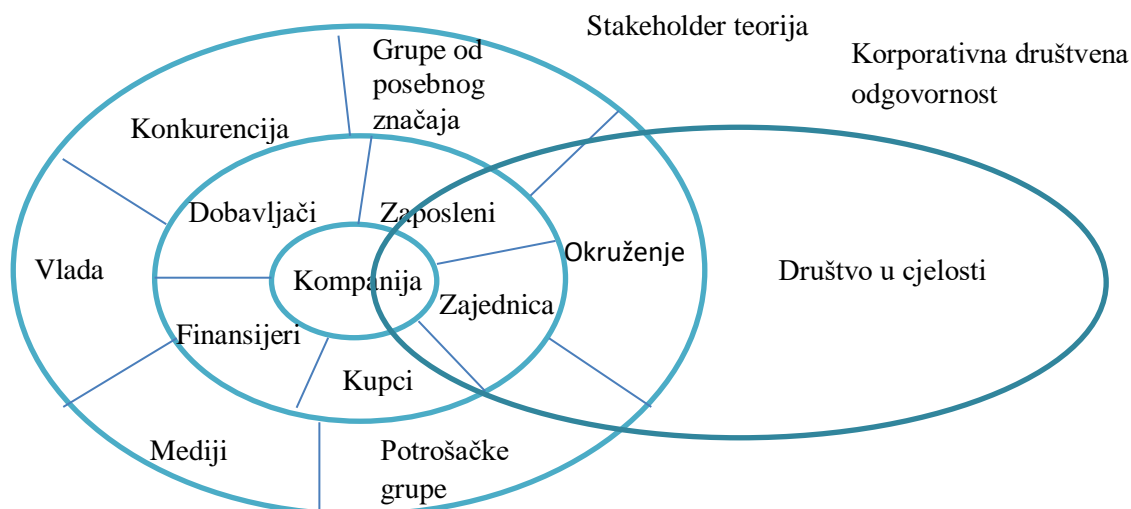 Stakeholder teorija
Korporativna društvena
odgovornost
Grupe od
posebnog
značaja
Konkurencija
Dobavljači
Zaposleni
Vlada
Kompanija
Okruženje
Društvo u cjelosti
Zajednica
Finansijeri
Kupci
Mediji
Potrošačke
grupe